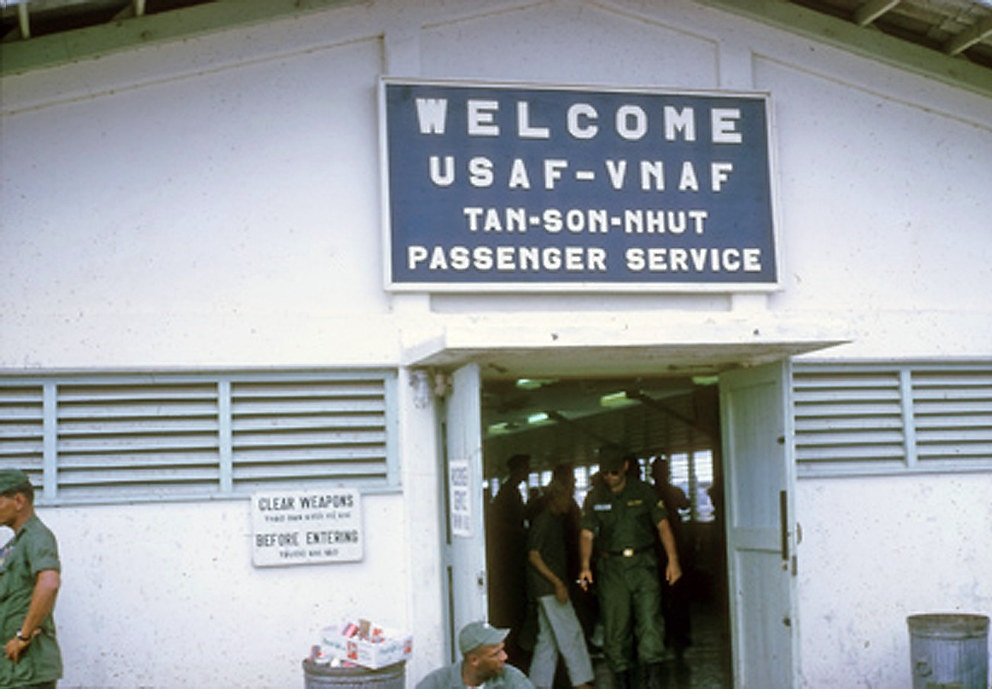 WELCOME
USAF-VNAF
TAN-SON-NHUT
PASSENGER SERVICE
CLEAR WEAPONS
BEFORE ENTERING